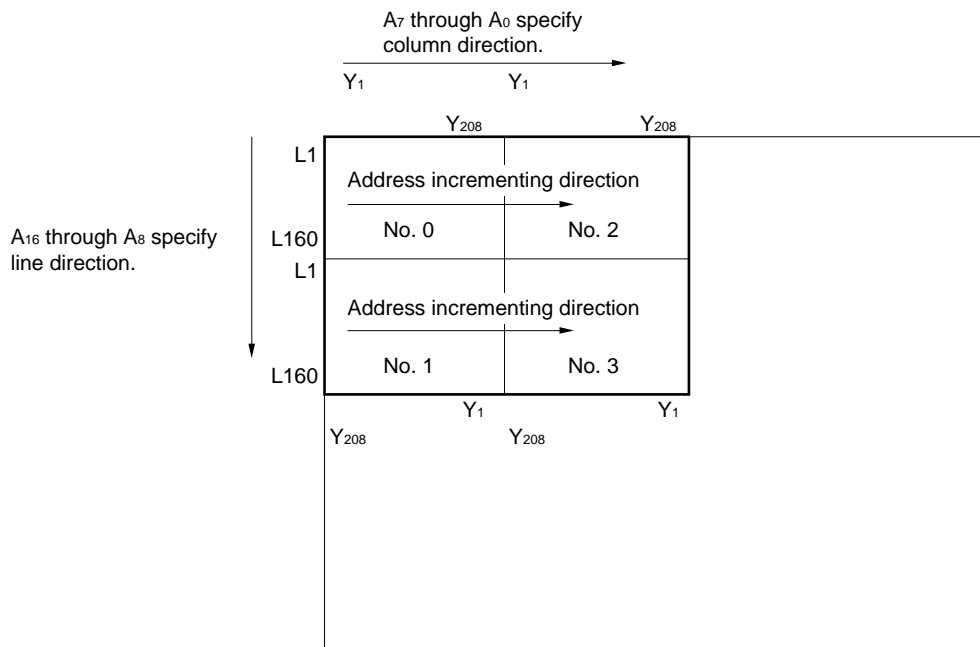 A7 through A0 specify
column direction.
Y1 Y1
Y208 Y208
L1
Address incrementing direction
A16 through A8 specify
line direction.
L160 No. 0 No. 2
L1
Address incrementing direction
L160 No. 1 No. 3
Y1 Y1
Y208 Y208